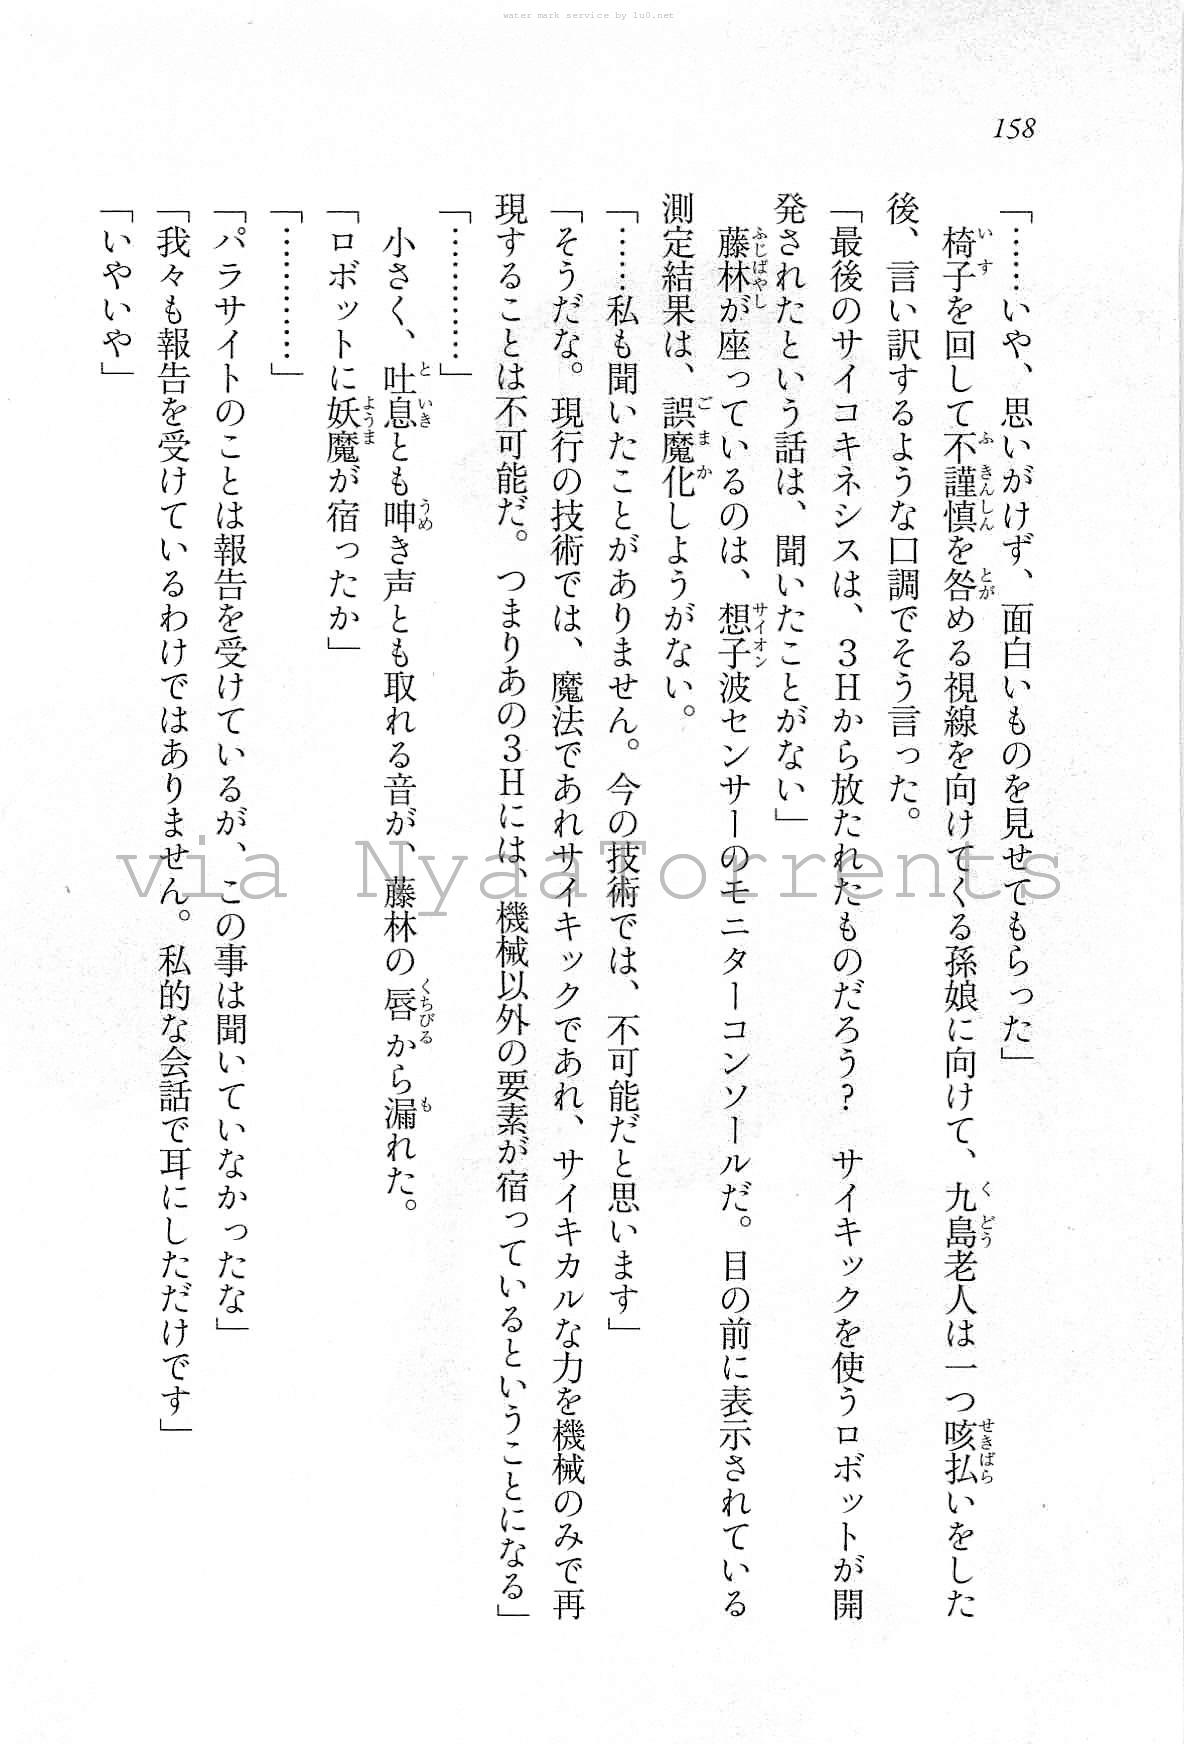 water mark service by lu0.net
158
「……いや、思いがけず、面白いものを見せてもらった」
　椅子を回して不謹慎を咎める視線を向けてくる孫娘に向けて、九島老人は一つ咳払いをした
後、言い訳するような口調でそう言った。
「最後のサイコキネシスは、３Ｈから放たれたものだろう？　サイキックを使うロボットが開
発されたという話は、聞いたことがない」
　藤林が座っているのは、想子波センサーのモニターコンソールだ。目の前に表示されている
測定結果は、誤魔化しようがない。
「……私も聞いたことがありません。今の技術では、不可能だと思います」
「そうだな。現行の技術では、魔法であれサイキックであれ、サイキカルな力を機械のみで再
現することは不可能だ。つまりあの３Ｈには、機械以外の要素が宿っているということになる」
「…………」
　小さく、吐息とも呻き声とも取れる音が、藤林の唇から漏れた。
「ロボットに妖魔が宿ったか」
「…………」
「パラサイトのことは報告を受けているが、この事は聞いていなかったな」
「我々も報告を受けているわけではありません。私的な会話で耳にしただけです」
「いやいや」
via NyaaTorrents